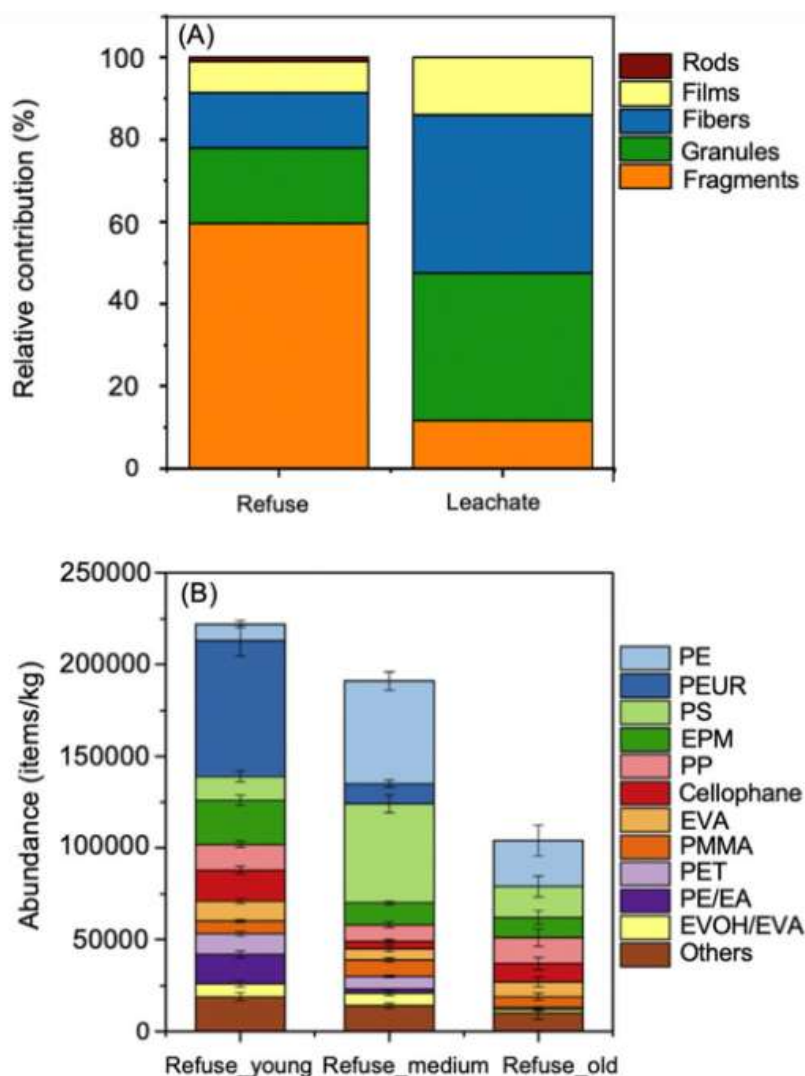 (A)
Relative contribution (%)
100
80
60
40
20
0
Refuse
Leachate
Rods
Films
Fibers
Granules
Fragments
(B)
Abundance (items/kg)
250000
200000
150000
100000
50000
0
Refuse_young
Refuse_medium
Refuse_old
PE
PEUR
PS
EPM
PP
Cellophane
EVA
PMMA
PET
PE/EA
EVOH/EVA
Others